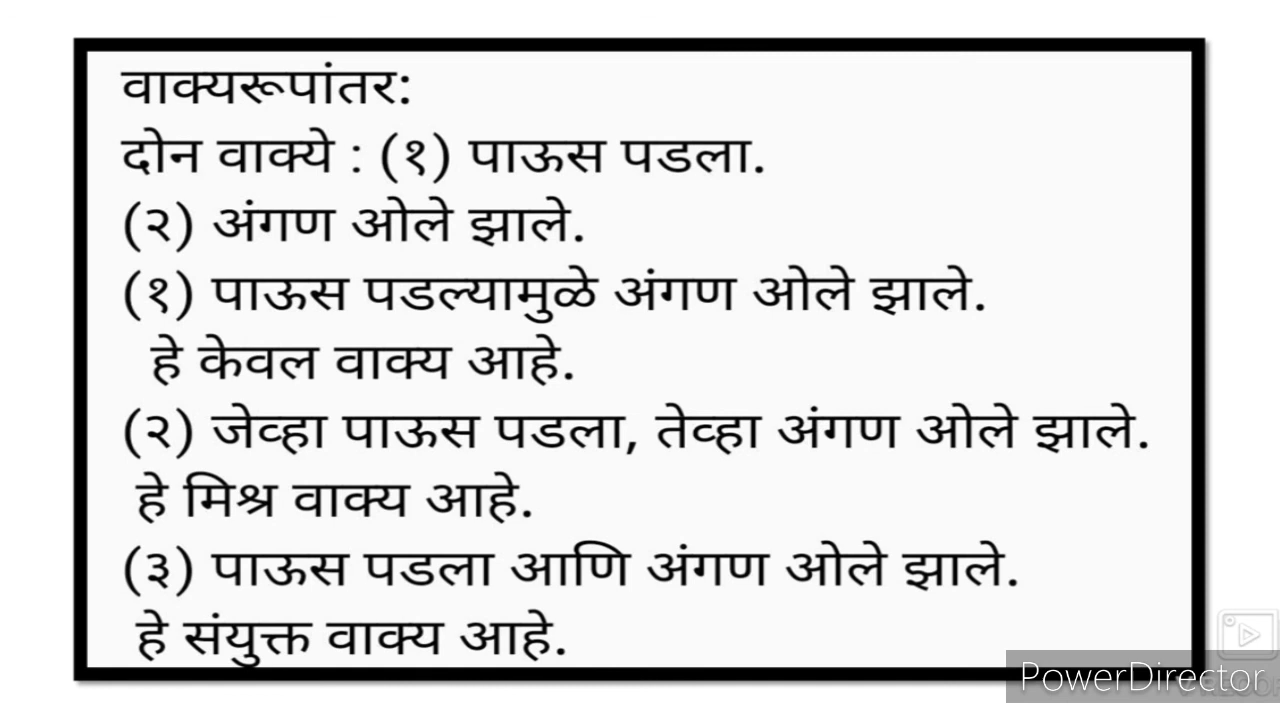 वाक्यरूपांतर:
दोन वाक्ये : (१) पाऊस पडला.
(२) अंगण ओले झाले.
(१) पाऊस पडल्यामुळे अंगण ओले झाले.
हे केवल वाक्य आहे.
(२) जेव्हा पाऊस पडला, तेव्हा अंगण ओले झाले.
हे मिश्र वाक्य आहे.
(३) पाऊस पडला आणि अंगण ओले झाले.
हे संयुक्त वाक्य आहे.
PowerDirector